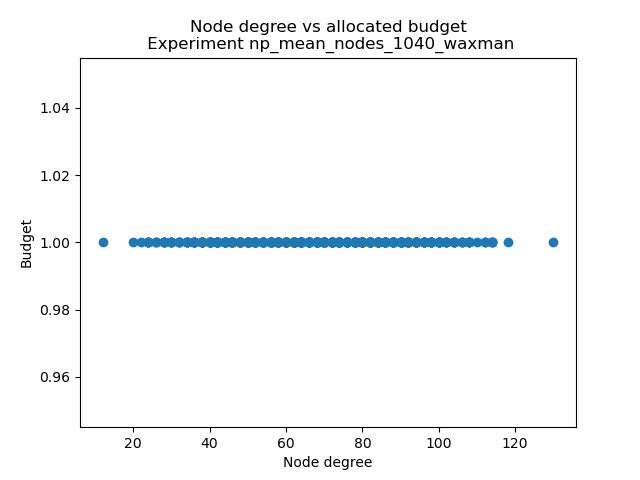 Node degree vs allocated budget
Experiment np_mean_nodes_1040_waxman
1.04
1.02
1.00
0.98
0.96
Budget
20 40 60 80 100 120
Node degree